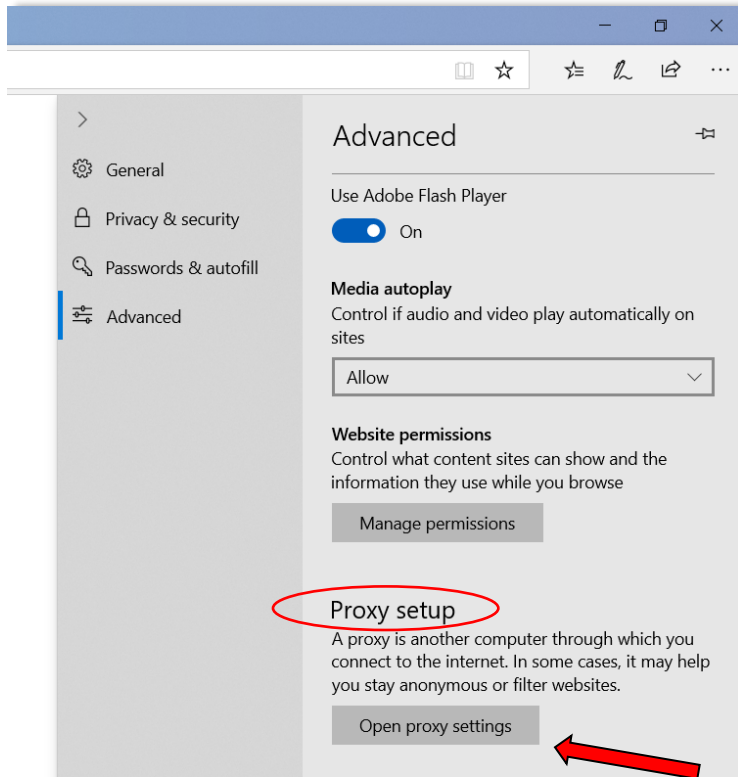 General
Privacy & security
Passwords & autofill
Advanced
Advanced
Use Adobe Flash Player
On
Media autoplay
Control if audio and video play automatically on
sites
Allow
Website permissions
Control what content sites can show and the
information they use while you browse
Manage permissions
Proxy setup
A proxy is another computer through which you
connect to the internet. In some cases, it may help
you stay anonymous or filter websites.
Open proxy settings